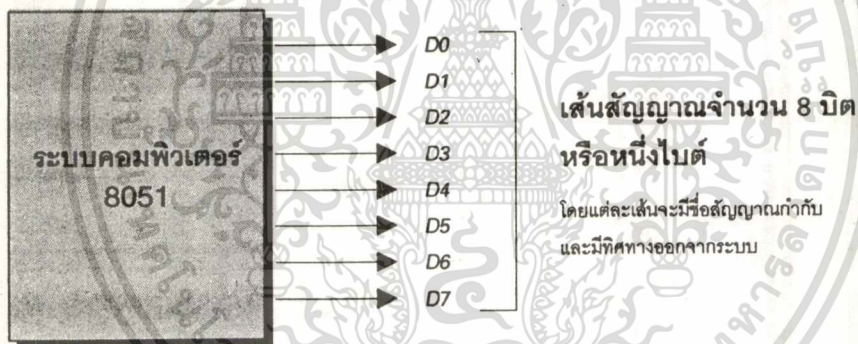 ระบบคอมพิวเตอร์
8051
D0
D1
D2
D3
D4
D5
D6
D7
เส้นสัญญาณจำนวน 8 บิต
หรือหนึ่งไบต์
โดยแต่ละเส้นจะมีชื่อสัญญาณกำกับ
และมีทิศทางออกจากระบบ